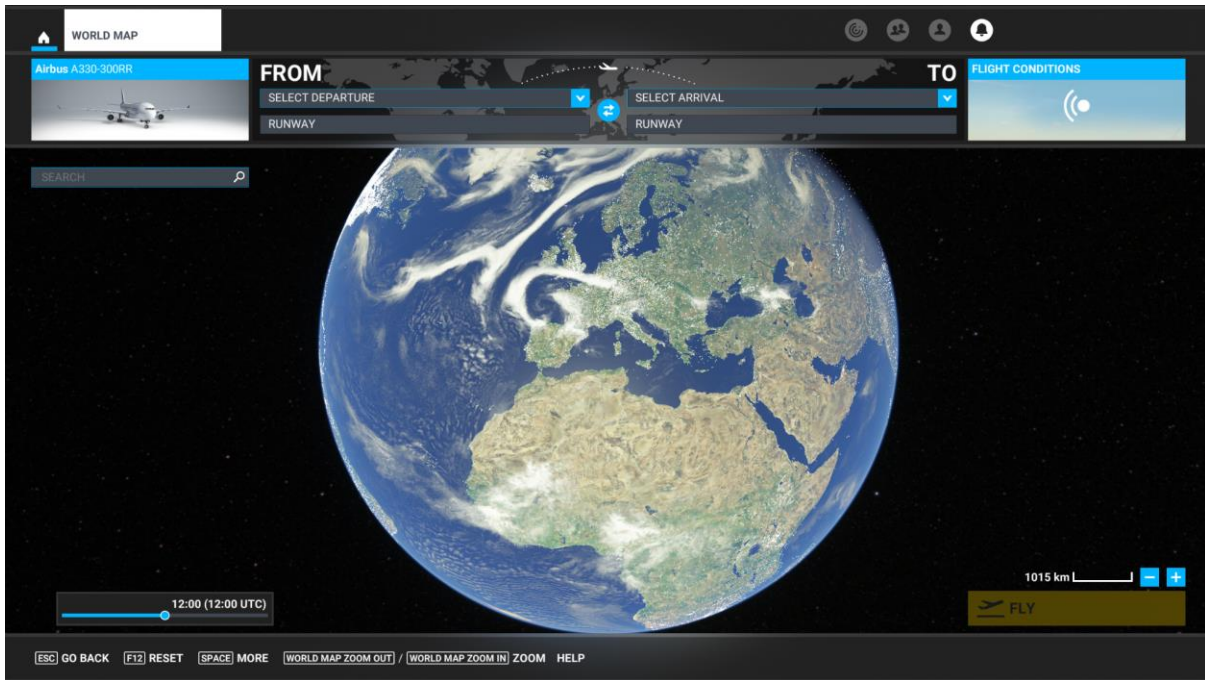 WORLD MAP
Airbus A330-300RR
FROM
TO
FLIGHT CONDITIONS
SELECT DEPARTURE
SELECT ARRIVAL
RUNWAY
RUNWAY
SEARCH
1015 km
12:00 (12:00 UTC)
FLY
ESC GO BACK F12 RESET SPACE MORE WORLD MAP ZOOM OUT / WORLD MAP ZOOM IN ZOOM HELP